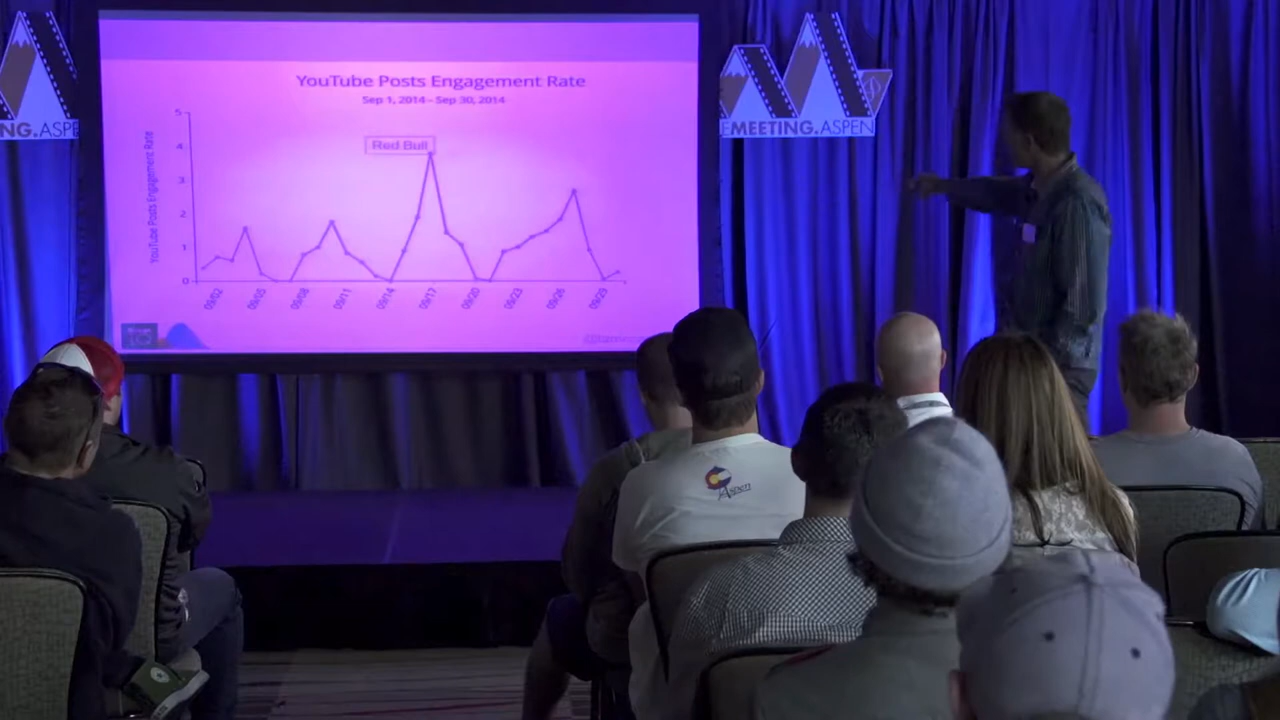 YouTube Posts Engagement Rate
Sep 1, 2014 - Sep 30, 2014
YouTube Posts Engagement Rate
5
4
3
2
1
0
Red Bull
09/02
09/05
09/08
09/11
09/14
09/17
09/20
09/23
09/26
09/29
NG.ASPE
EMEETING.ASPEN
Aspen